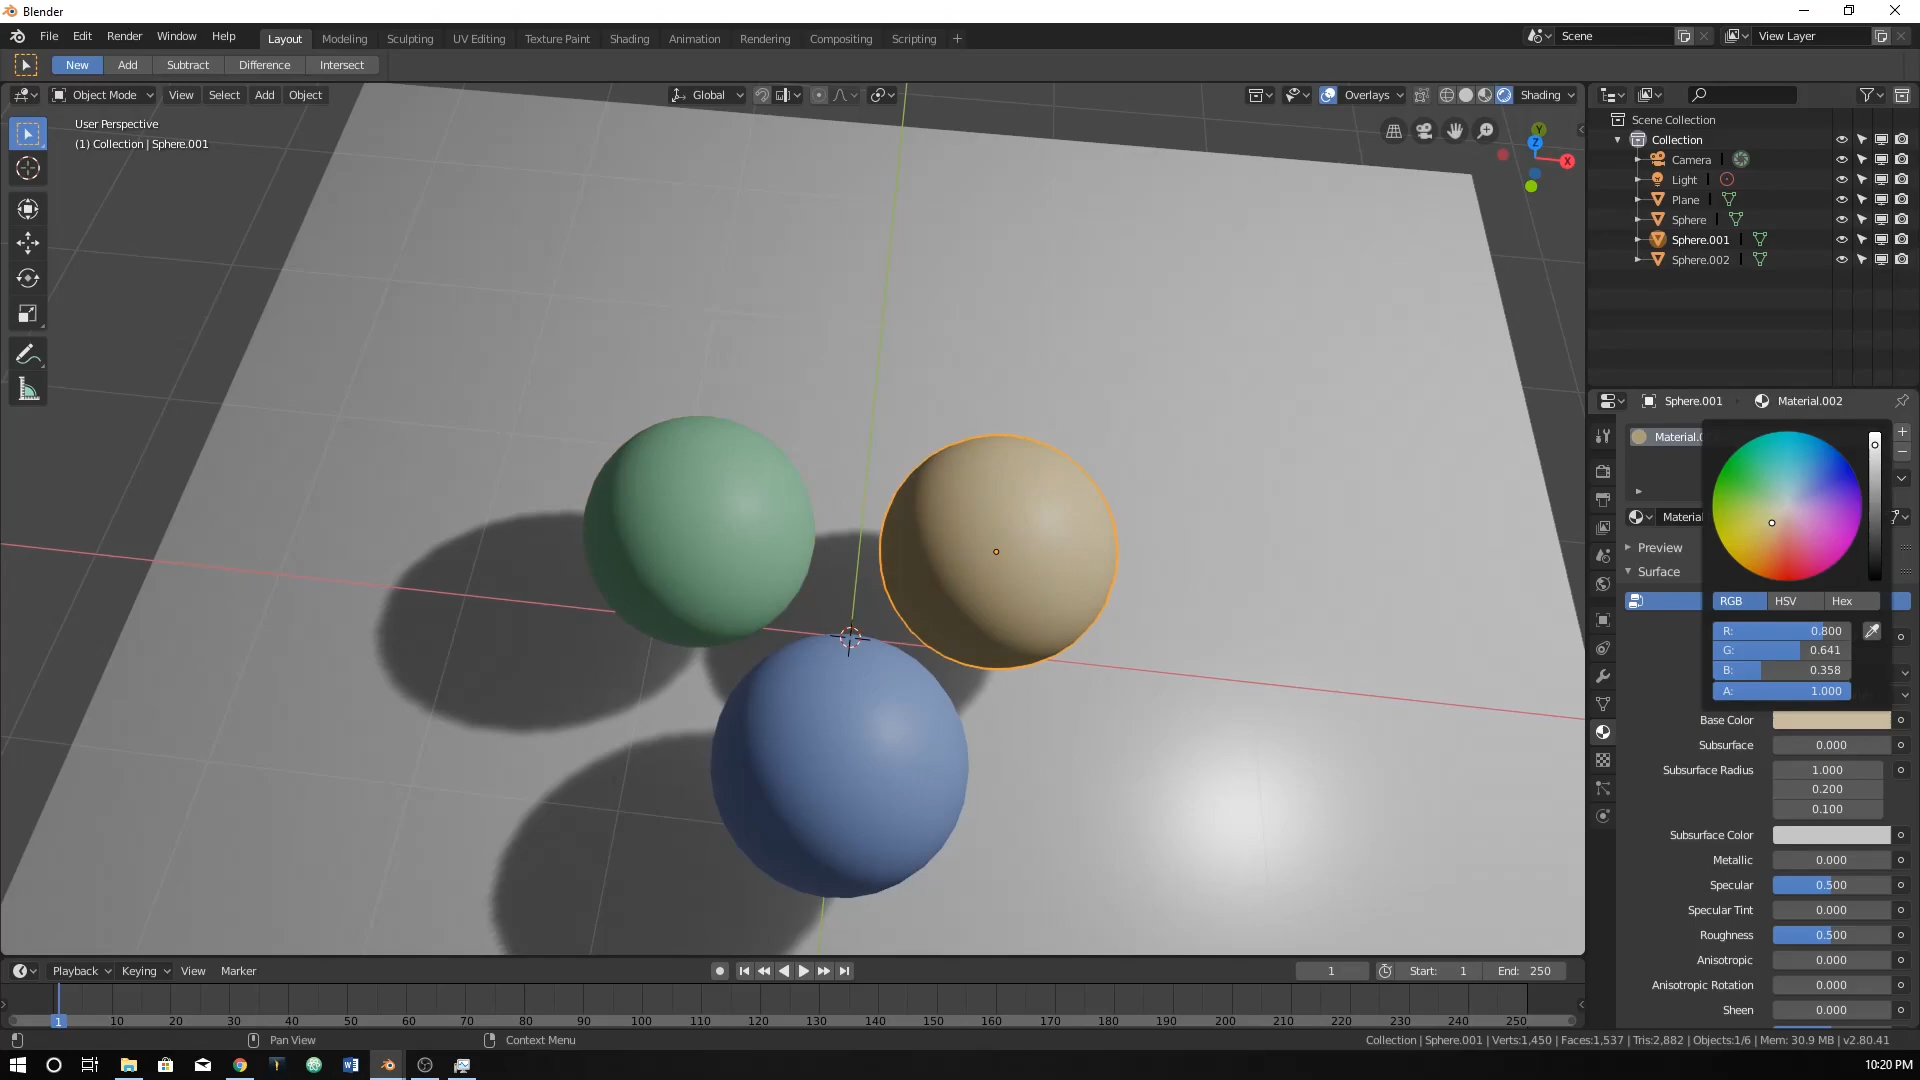 Blender
File Edit Render Window Help Layout Modeling Sculpting UV Editing Texture Paint Shading Animation Rendering Compositing Scripting + Scene View Layer
New Add Subtract Difference Intersect
Object Mode View Select Add Object Global Overlays Shading
User Perspective
(1) Collection | Sphere.001
Y
Z
X
Scene Collection
Collection
Camera
Light
Plane
Sphere
Sphere.001
Sphere.002
Sphere.001 Material.002
Material.0
Material
Preview
Surface
RGB HSV Hex
R: 0.800
G: 0.641
B: 0.358
A: 1.000
Base Color
Subsurface 0.000
Subsurface Radius 1.000
0.200
0.100
Subsurface Color
Metallic 0.000
Specular 0.500
Specular Tint 0.000
Roughness 0.500
Anisotropic 0.000
Anisotropic Rotation 0.000
Sheen 0.000
Playback Keying View Marker 1 Start: 1 End: 250
1 10 20 30 40 50 60 70 80 90 100 110 120 130 140 150 160 170 180 190 200 210 220 230 240 250
Pan View Context Menu Collection | Sphere.001 | Verts:1,450 | Faces:1,537 | Tris:2,882 | Objects:1/6 | Mem: 30.9 MB | v2.80.41
10:20 PM